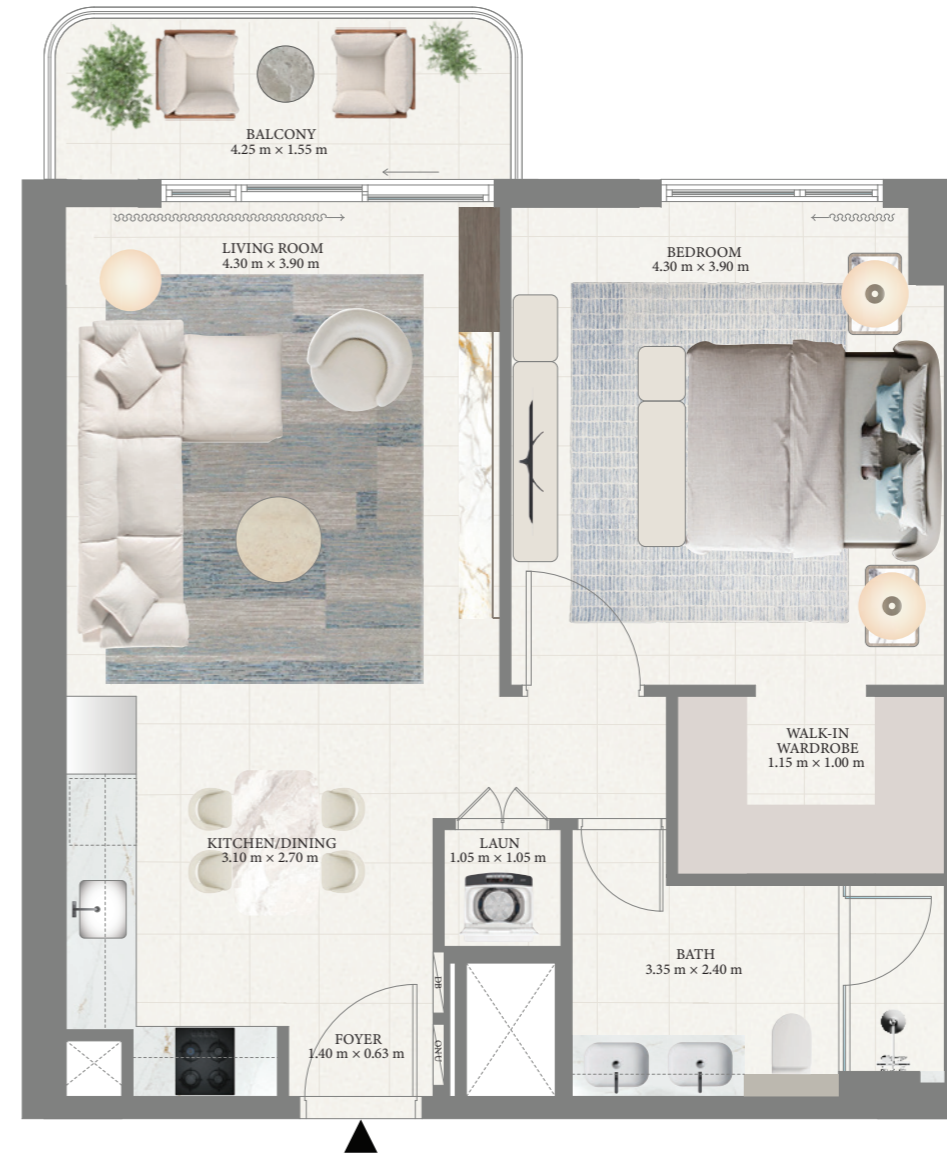 BALCONY
4.25 m × 1.55 m
LIVING ROOM
4.30 m × 3.90 m
BEDROOM
4.30 m × 3.90 m
WALK-IN
WARDROBE
1.15 m × 1.00 m
KITCHEN/DINING
3.10 m × 2.70 m
LAUN
1.05 m × 1.05 m
BATH
3.35 m × 2.40 m
DB
FOYER
1.40 m × 0.63 m
ONU